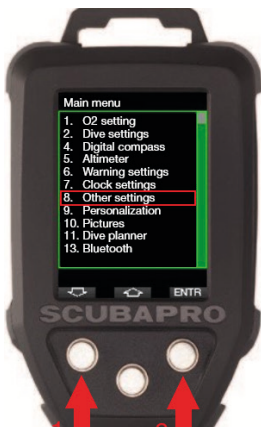 Main menu
1. O2 setting
2. Dive settings
4. Digital compass
5. Altimeter
6. Warning settings
7. Clock settings
8. Other settings
9. Personalization
10. Pictures
11. Dive planner
13. Bluetooth
ENTR
SCUBAPRO